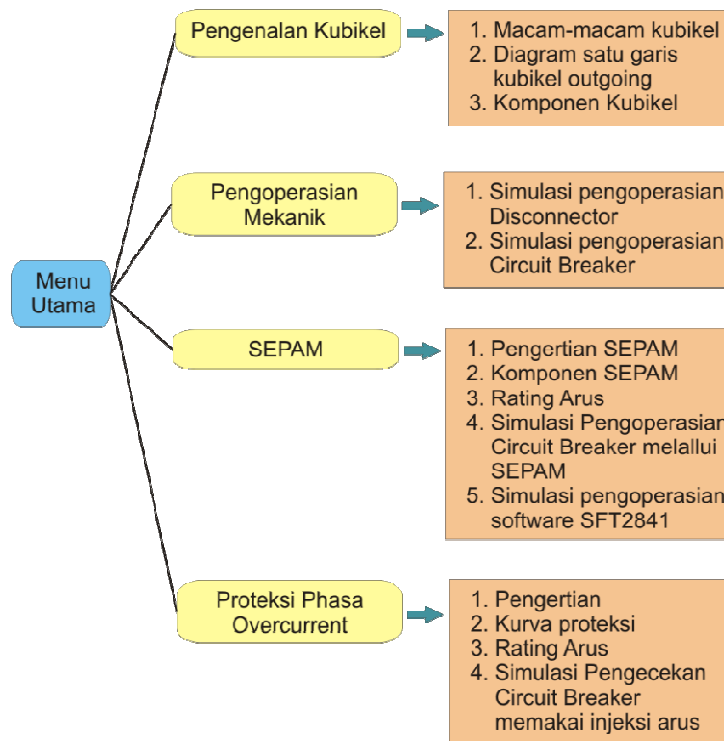 Pengenalan Kubikel
1. Macam-macam kubikel
2. Diagram satu garis
kubikel outgoing
3. Komponen Kubikel
Pengoperasian
Mekanik
1. Simulasi pengoperasian
Disconnector
2. Simulasi pengoperasian
Circuit Breaker
Menu
Utama
SEPAM
1. Pengertian SEPAM
2. Komponen SEPAM
3. Rating Arus
4. Simulasi Pengoperasian
Circuit Breaker melallui
SEPAM
5. Simulasi pengoperasian
software SFT2841
Proteksi Phasa
Overcurrent
1. Pengertian
2. Kurva proteksi
3. Rating Arus
4. Simulasi Pengecekan
Circuit Breaker
memakai injeksi arus